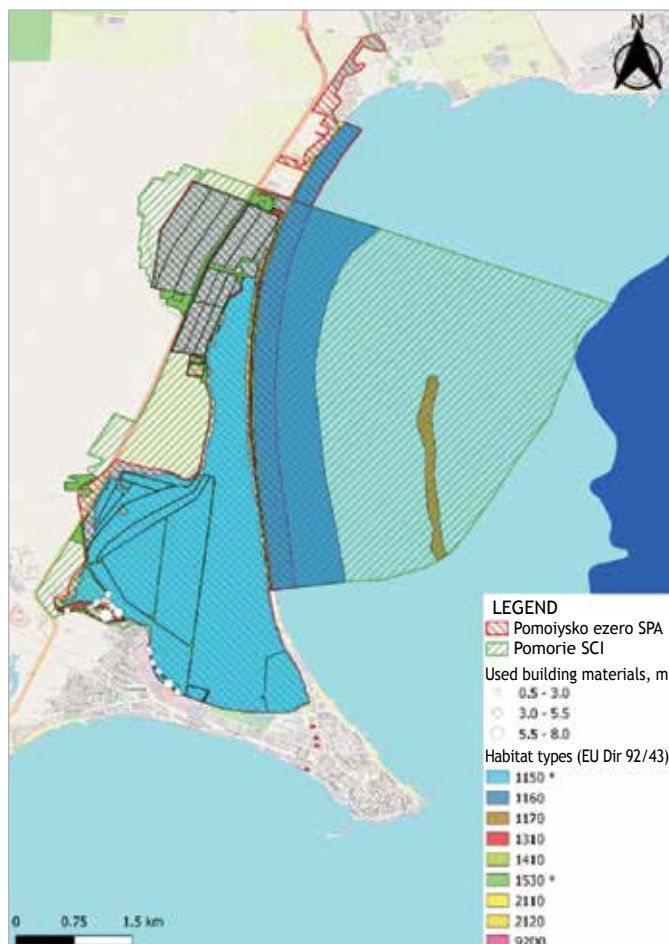 N
LEGEND
Pomoiysko ezero SPA
Pomorie SCI
Used building materials, m
0.5 - 3.0
3.0 - 5.5
5.5 - 8.0
Habitat types (EU Dir 92/43)
1150 *
1160
1170
1310
1410
1530 *
2110
2120
0 0.75 1.5 km